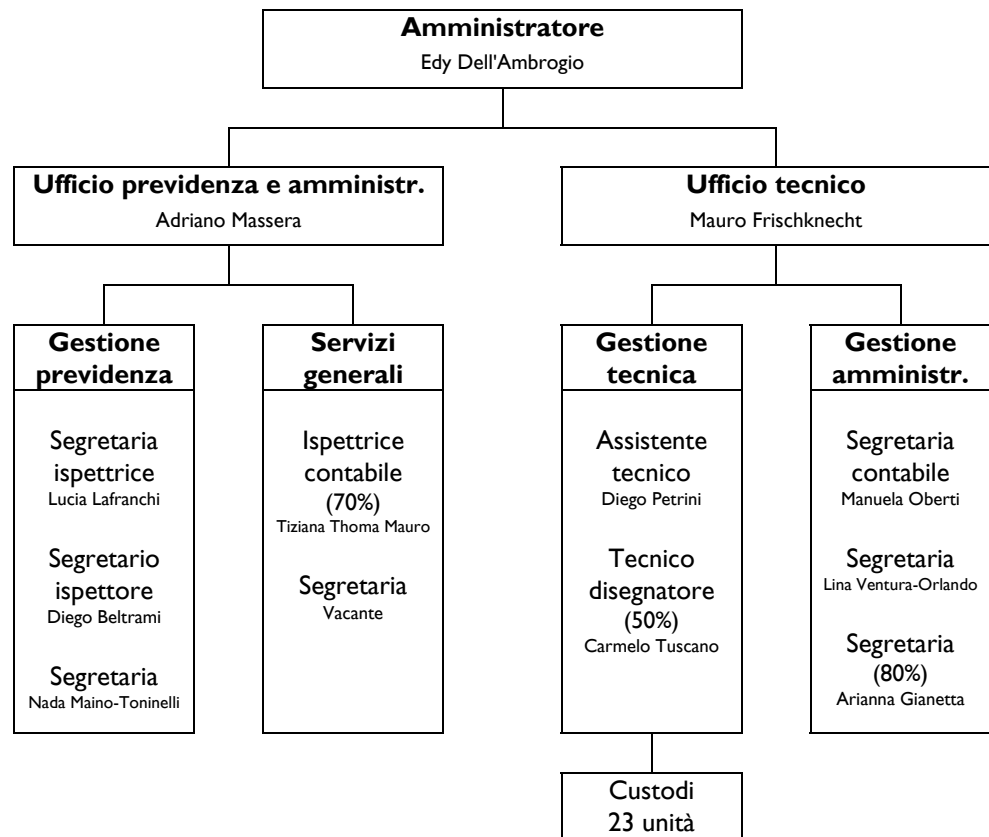 Amministratore
Edy Dell'Ambrogio
Ufficio previdenza e amministr.
Adriano Massera
Ufficio tecnico
Mauro Frischknecht
Gestione
previdenza
Segretaria
ispettrice
Lucia Lafranchi
Segretario
ispettore
Diego Beltrami
Segretaria
Nada Maino-Toninelli
Servizi
generali
Ispettrice
contabile
(70%)
Tiziana Thoma Mauro
Segretaria
Vacante
Gestione
tecnica
Assistente
tecnico
Diego Petrini
Tecnico
disegnatore
(50%)
Carmelo Tuscano
Gestione
amministr.
Segretaria
contabile
Manuela Oberti
Segretaria
Lina Ventura-Orlando
Segretaria
(80%)
Arianna Gianetta
Custodi
23 unità